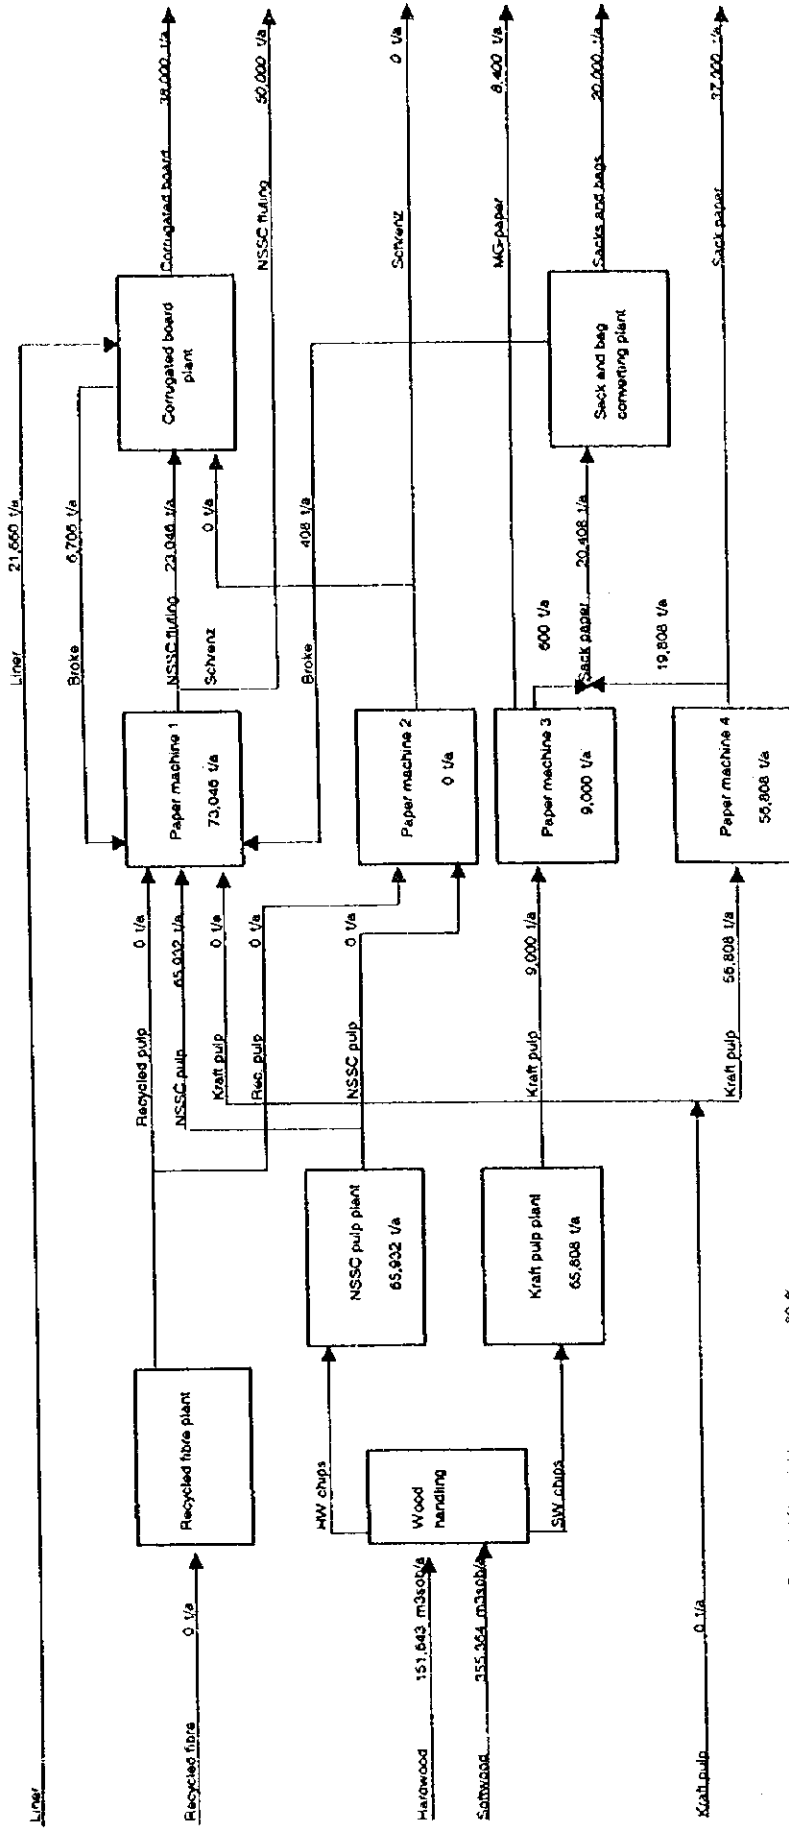 Liner
21,660 t/a
Broke
6,706 t/a
Corrugated board
plant
Corrugated board
38,000 t/a
Recycled fibre
0 t/a
Recycled fibre plant
Recycled pulp
0 t/a
NSSC pulp
65,932 t/a
Kraft pulp
0 t/a
Rec. pulp
0 t/a
Paper machine 1
73,046 t/a
NSSC fluting
23,046 t/a
Schrenz
0 t/a
NSSC fluting
50,000 t/a
Broke
408 t/a
Hardwood
151,643 m3sob/a
Softwood
355,364 m3sob/a
Wood
handling
HW chips
SW chips
NSSC pulp plant
65,932 t/a
NSSC pulp
0 t/a
Paper machine 2
0 t/a
Schrenz
0 t/a
Kraft pulp plant
65,808 t/a
Kraft pulp
9,000 t/a
Paper machine 3
9,000 t/a
MG-paper
8,400 t/a
600 t/a
Sack paper
20,408 t/a
19,808 t/a
Sack and bag
converting plant
Sacks and bags
20,000 t/a
Kraft pulp
0 t/a
Kraft pulp
56,808 t/a
Paper machine 4
56,808 t/a
Sack paper
37,000 t/a